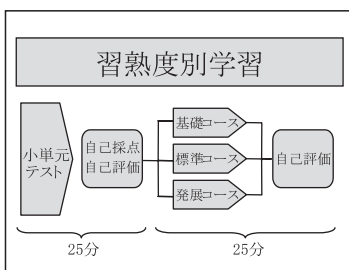 習熟度別学習
小単元
テスト
自己採点
自己評価
基礎コース
標準コース
発展コース
自己評価
25分
25分